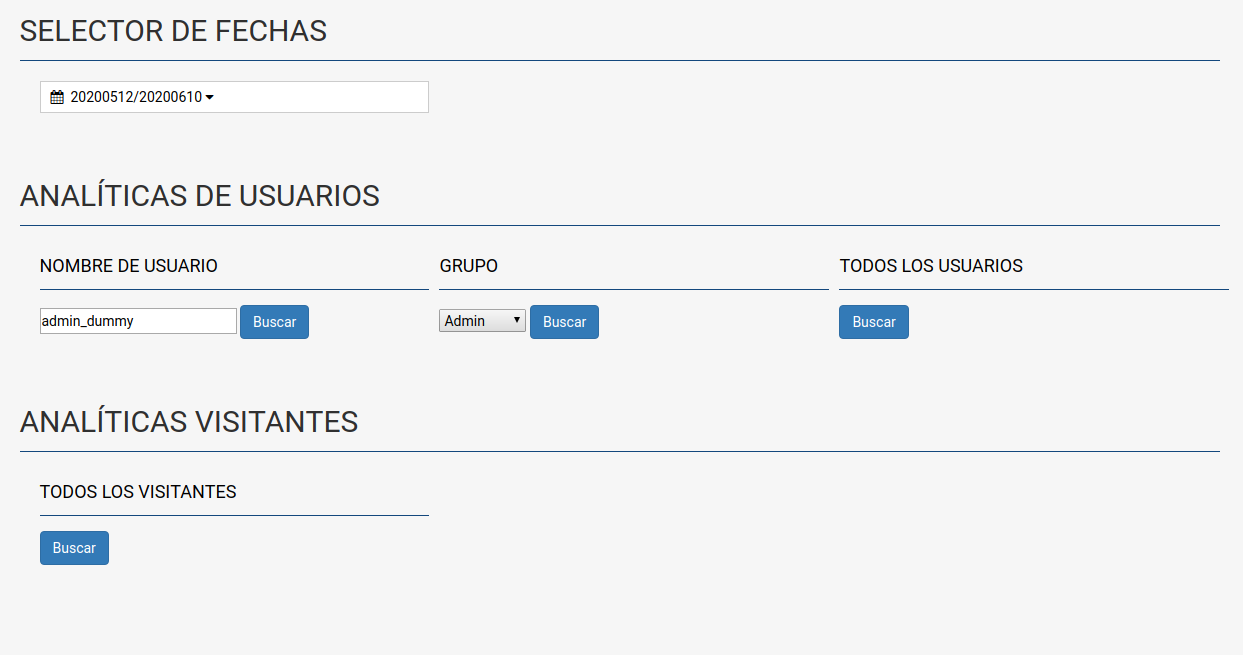 SELECTOR DE FECHAS
20200512/20200610
ANALÍTICAS DE USUARIOS
NOMBRE DE USUARIO
admin_dummy Buscar
GRUPO
Admin Buscar
TODOS LOS USUARIOS
Buscar
ANALÍTICAS VISITANTES
TODOS LOS VISITANTES
Buscar